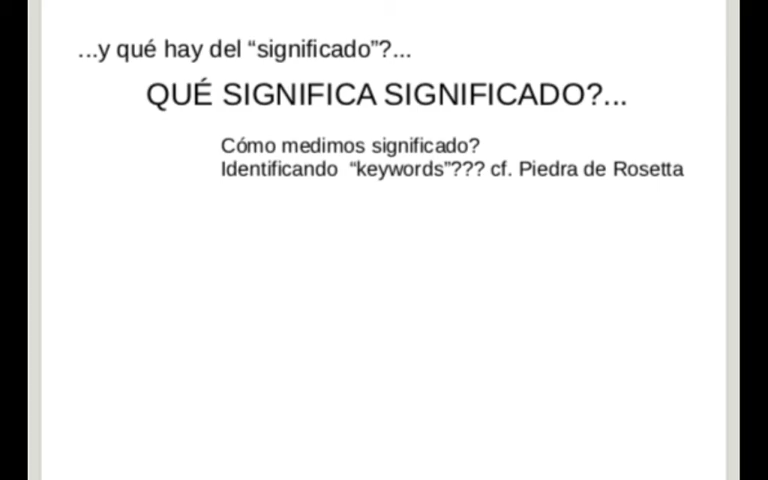 ...y qué hay del “significado”?...
QUÉ SIGNIFICA SIGNIFICADO?...
Cómo medimos significado?
Identificando “keywords”??? cf. Piedra de Rosetta